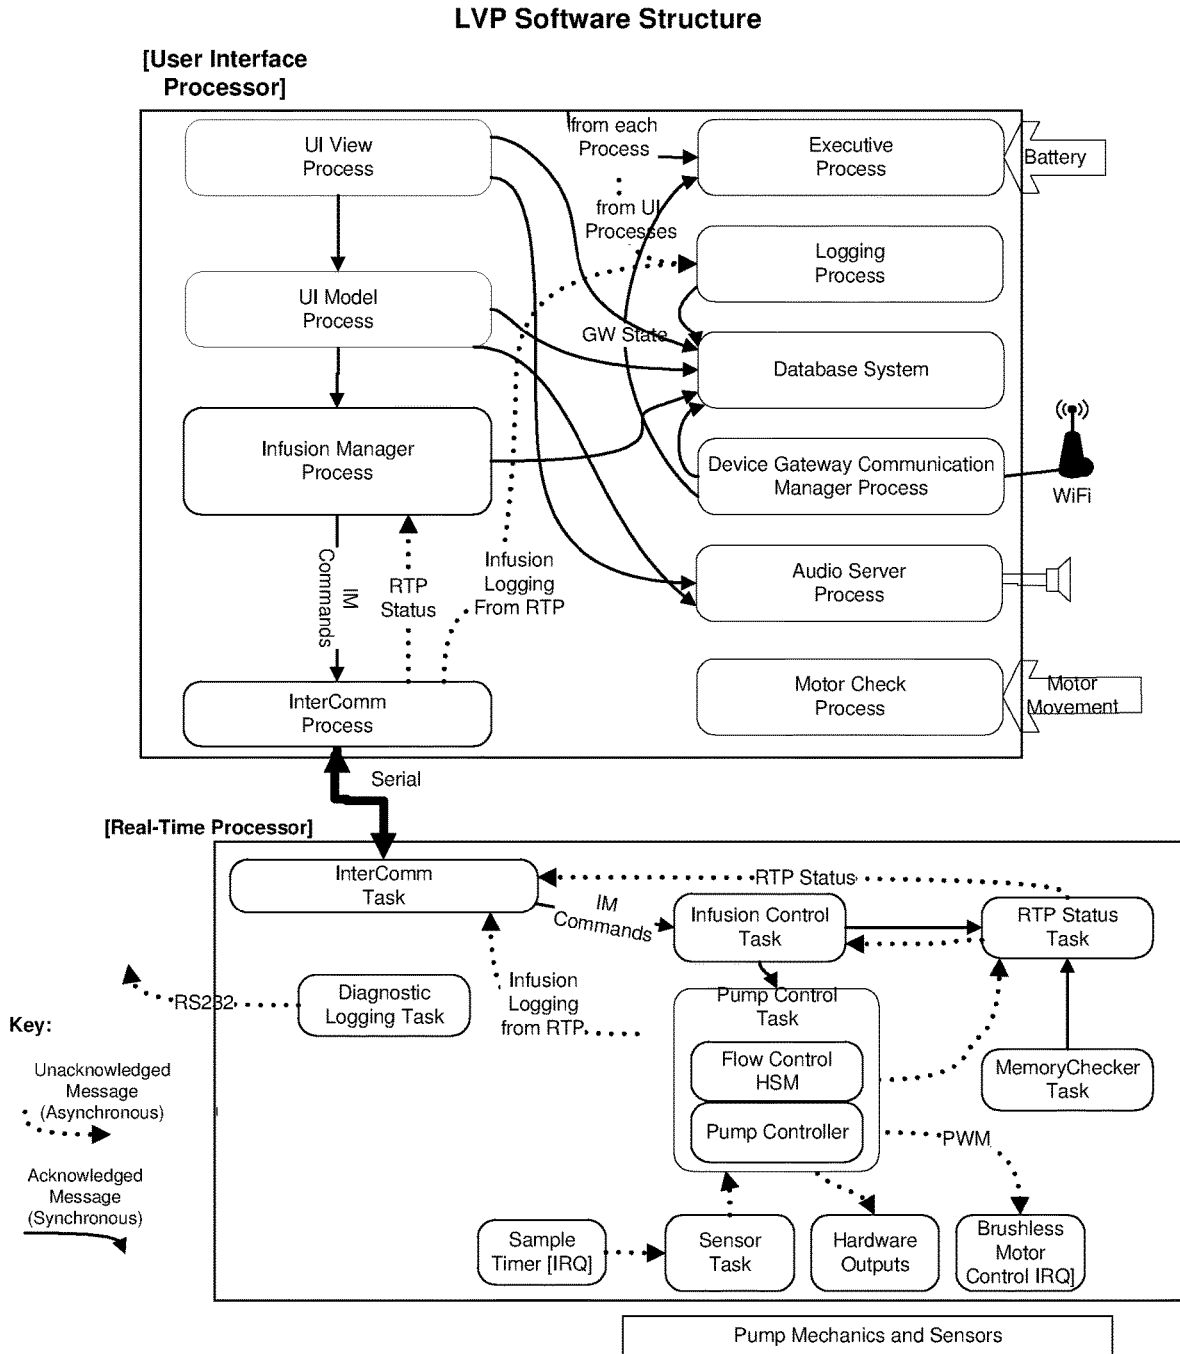 LVP Software Structure
[User Interface
Processor]
UI View
Process
from each
Process
Executive
Process
Battery
from UI
Processes
Logging
Process
UI Model
Process
GW State
Database System
Infusion Manager
Process
Device Gateway Communication
Manager Process
WiFi
IM
Commands
RTP
Status
Infusion
Logging
From RTP
Audio Server
Process
InterComm
Process
Motor Check
Process
Motor
Movement
Serial
[Real-Time Processor]
InterComm
Task
RTP Status
IM
Commands
Infusion Control
Task
RTP Status
Task
RS232
Diagnostic
Logging Task
Infusion
Logging
from RTP
Pump Control
Task
Flow Control
HSM
Pump Controller
MemoryChecker
Task
PWM
Key:
Unacknowledged
Message
(Asynchronous)
Acknowledged
Message
(Synchronous)
Sample
Timer [IRQ]
Sensor
Task
Hardware
Outputs
Brushless
Motor
Control IRQ]
Pump Mechanics and Sensors